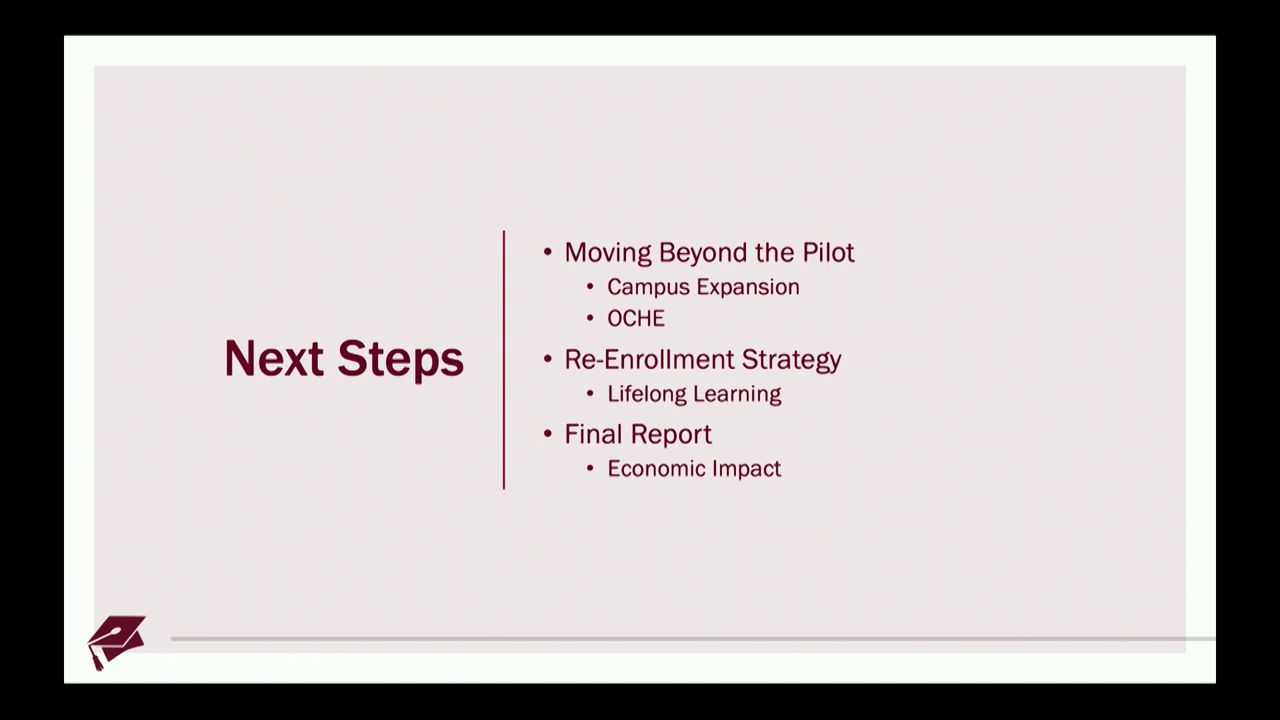 Next Steps
• Moving Beyond the Pilot
• Campus Expansion
• OCHE
• Re-Enrollment Strategy
• Lifelong Learning
• Final Report
• Economic Impact